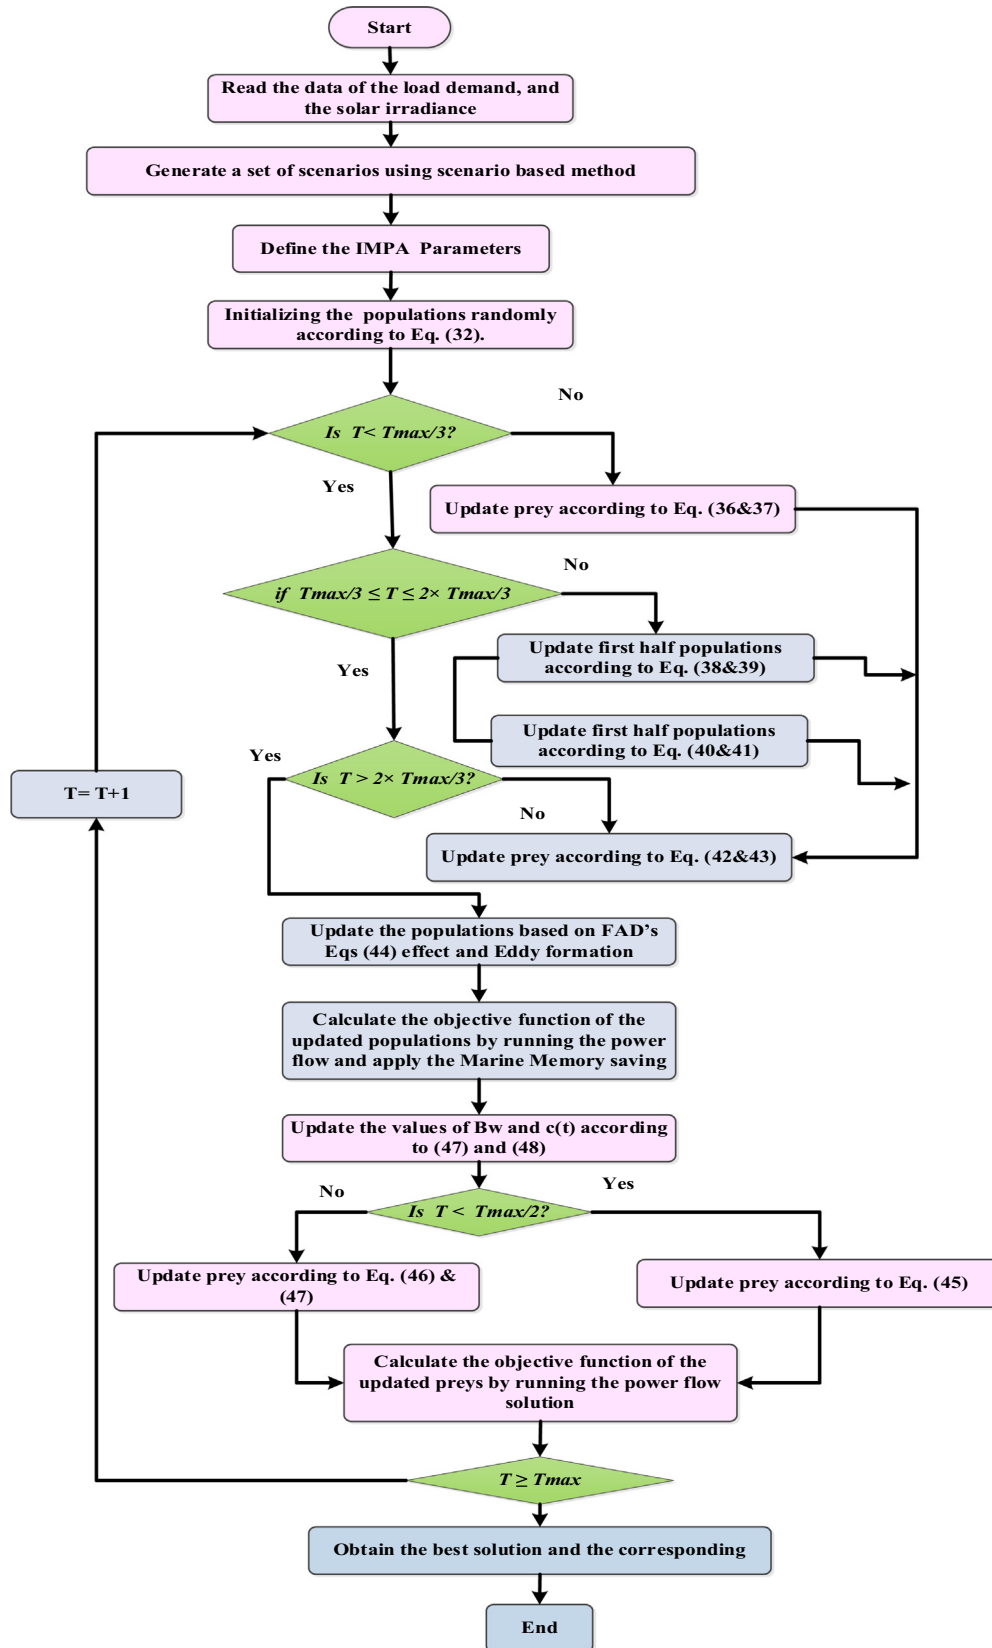 Start
Read the data of the load demand, and
the solar irradiance
Generate a set of scenarios using scenario based method
Define the IMPA Parameters
Initializing the populations randomly
according to Eq. (32).
No
Is T< Tmax/3?
Yes
Update prey according to Eq. (36&37)
No
if Tmax/3 ≤ T ≤ 2× Tmax/3
Update first half populations
according to Eq. (38&39)
Yes
Update first half populations
according to Eq. (40&41)
Yes
Is T > 2× Tmax/3?
T= T+1
No
Update prey according to Eq. (42&43)
Update the populations based on FAD's
Eqs (44) effect and Eddy formation
Calculate the objective function of the
updated populations by running the power
flow and apply the Marine Memory saving
Update the values of Bw and c(t) according
to (47) and (48)
No
Yes
Is T < Tmax/2?
Update prey according to Eq. (46) &
(47)
Update prey according to Eq. (45)
Calculate the objective function of the
updated preys by running the power flow
solution
T ≥ Tmax
Obtain the best solution and the corresponding
End